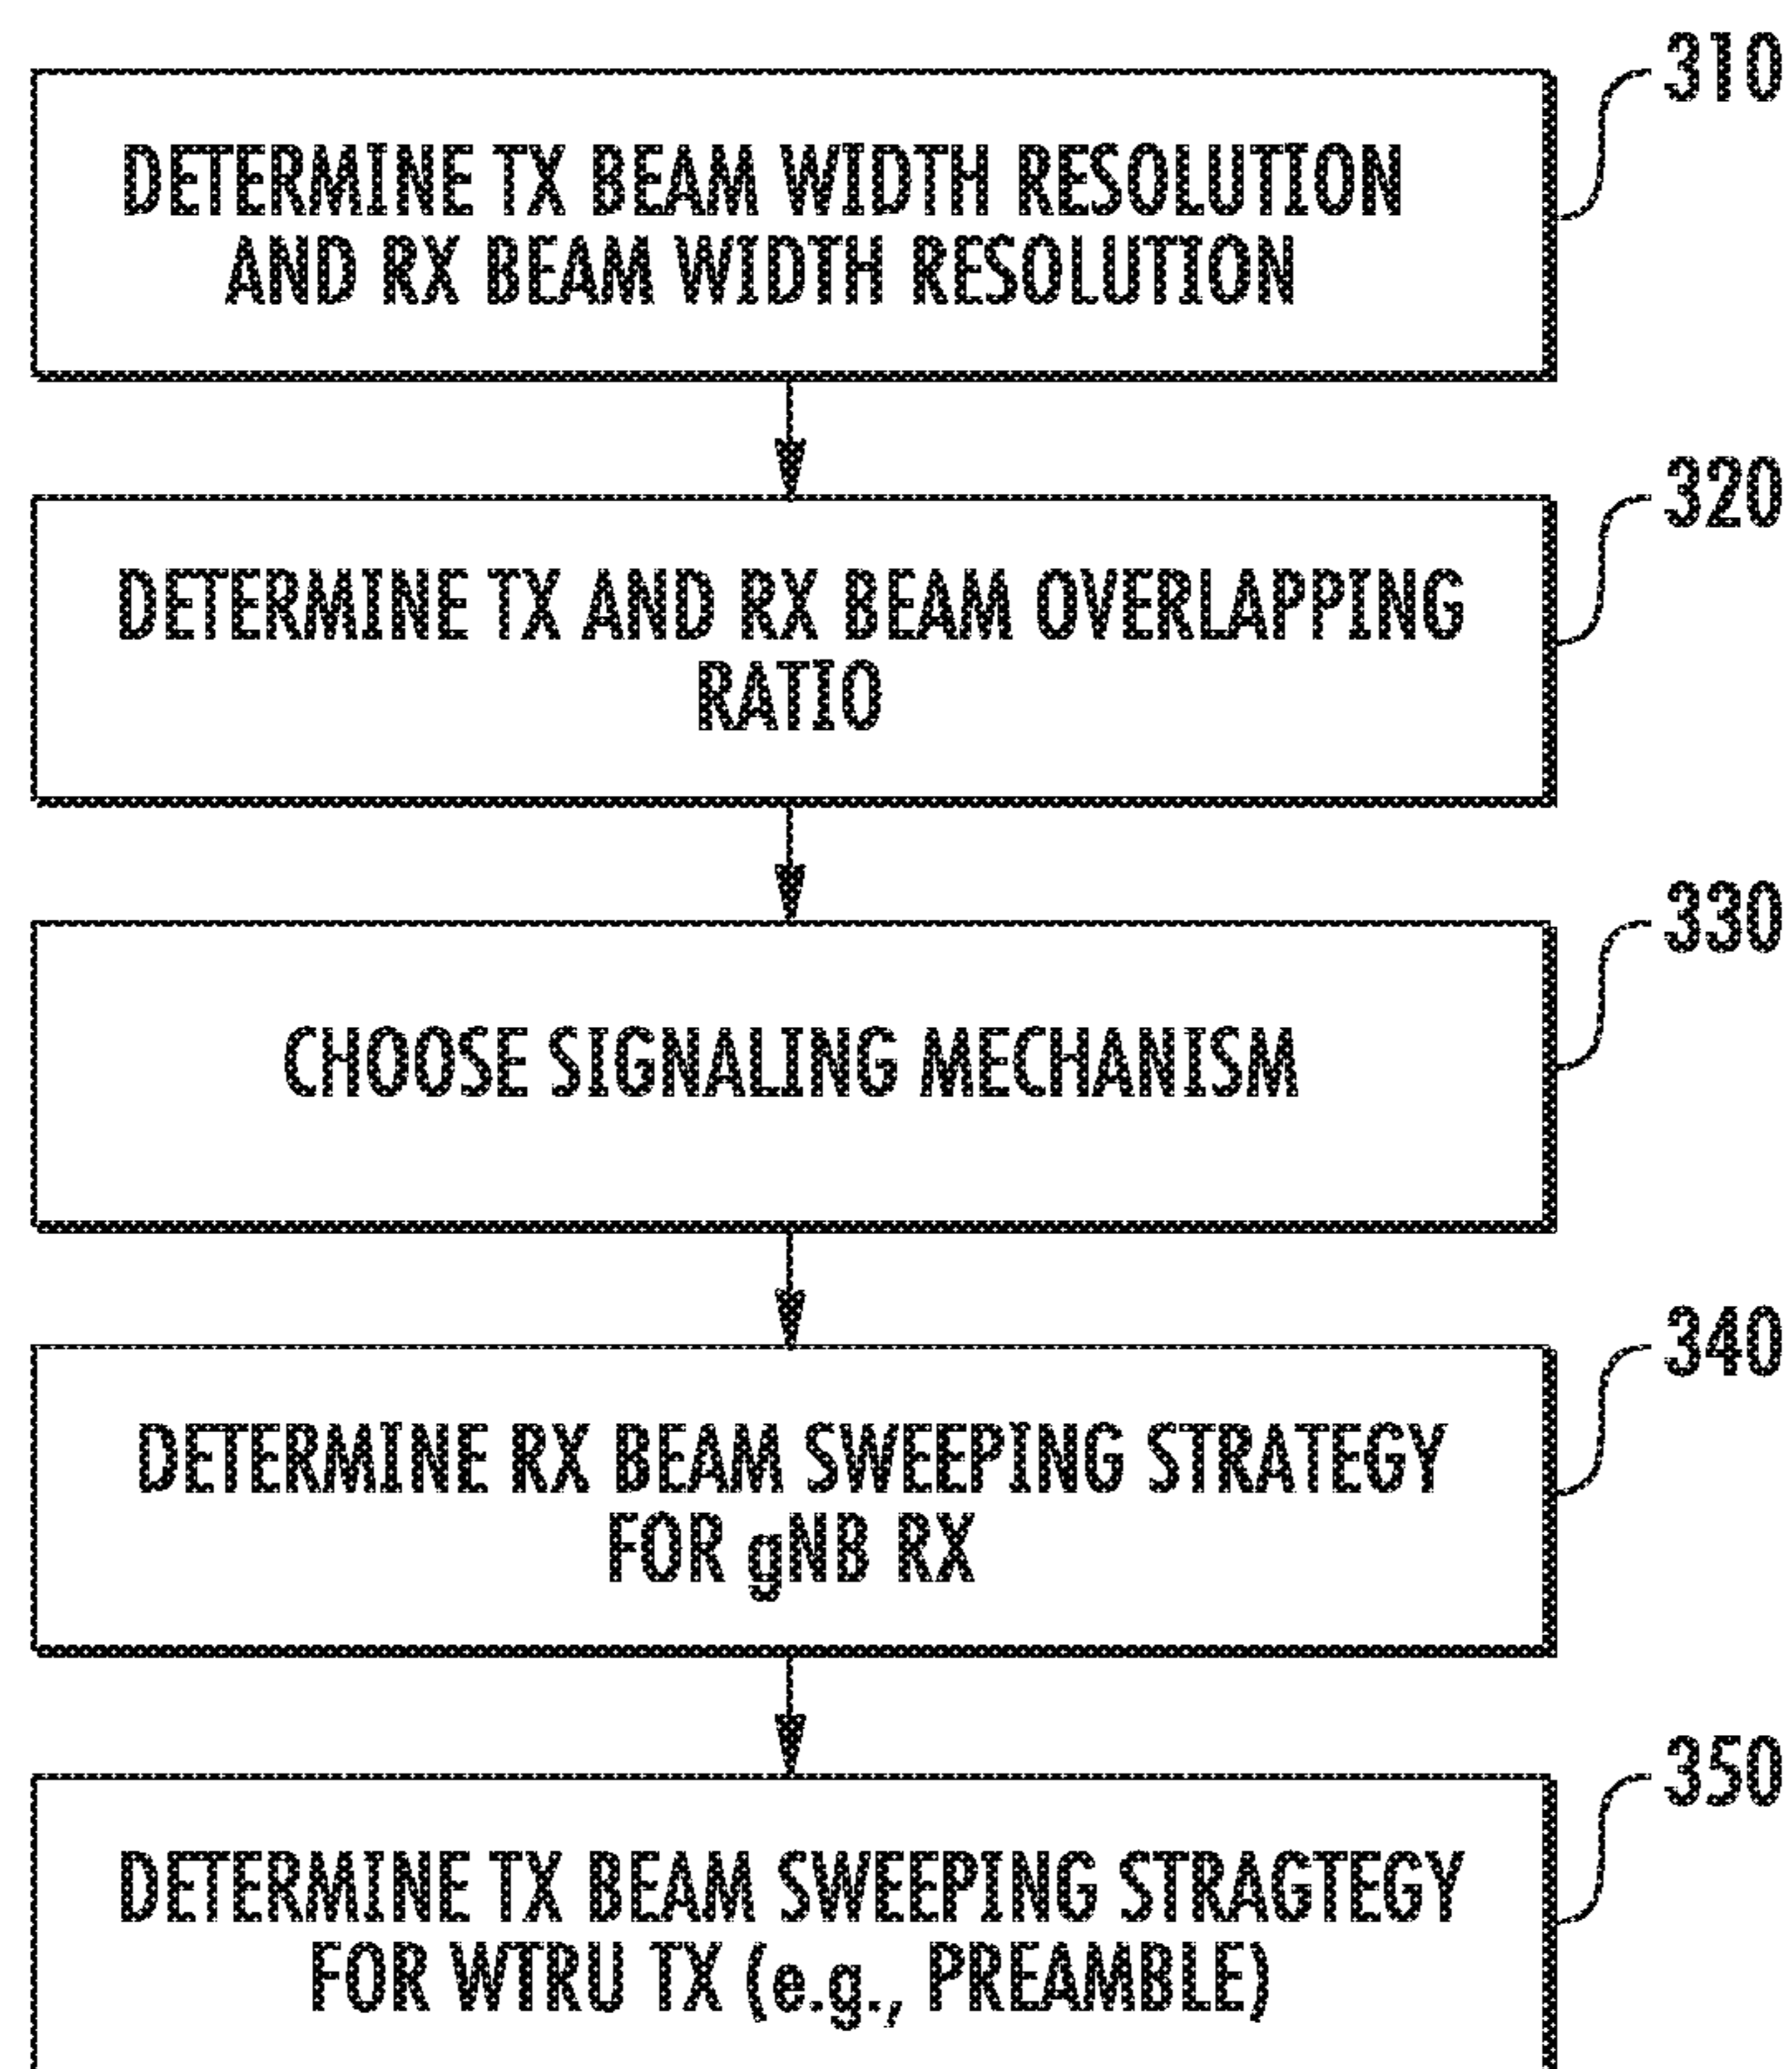 310
DETERMINE TX BEAM WIDTH RESOLUTION
AND RX BEAM WIDTH RESOLUTION
320
DETERMINE TX AND RX BEAM OVERLAPPING
RATIO
330
CHOOSE SIGNALING MECHANISM
340
DETERMINE RX BEAM SWEEPING STRATEGY
FOR gNB RX
350
DETERMINE TX BEAM SWEEPING STRAGTEGY
FOR WTRU TX (e.g., PREAMBLE)